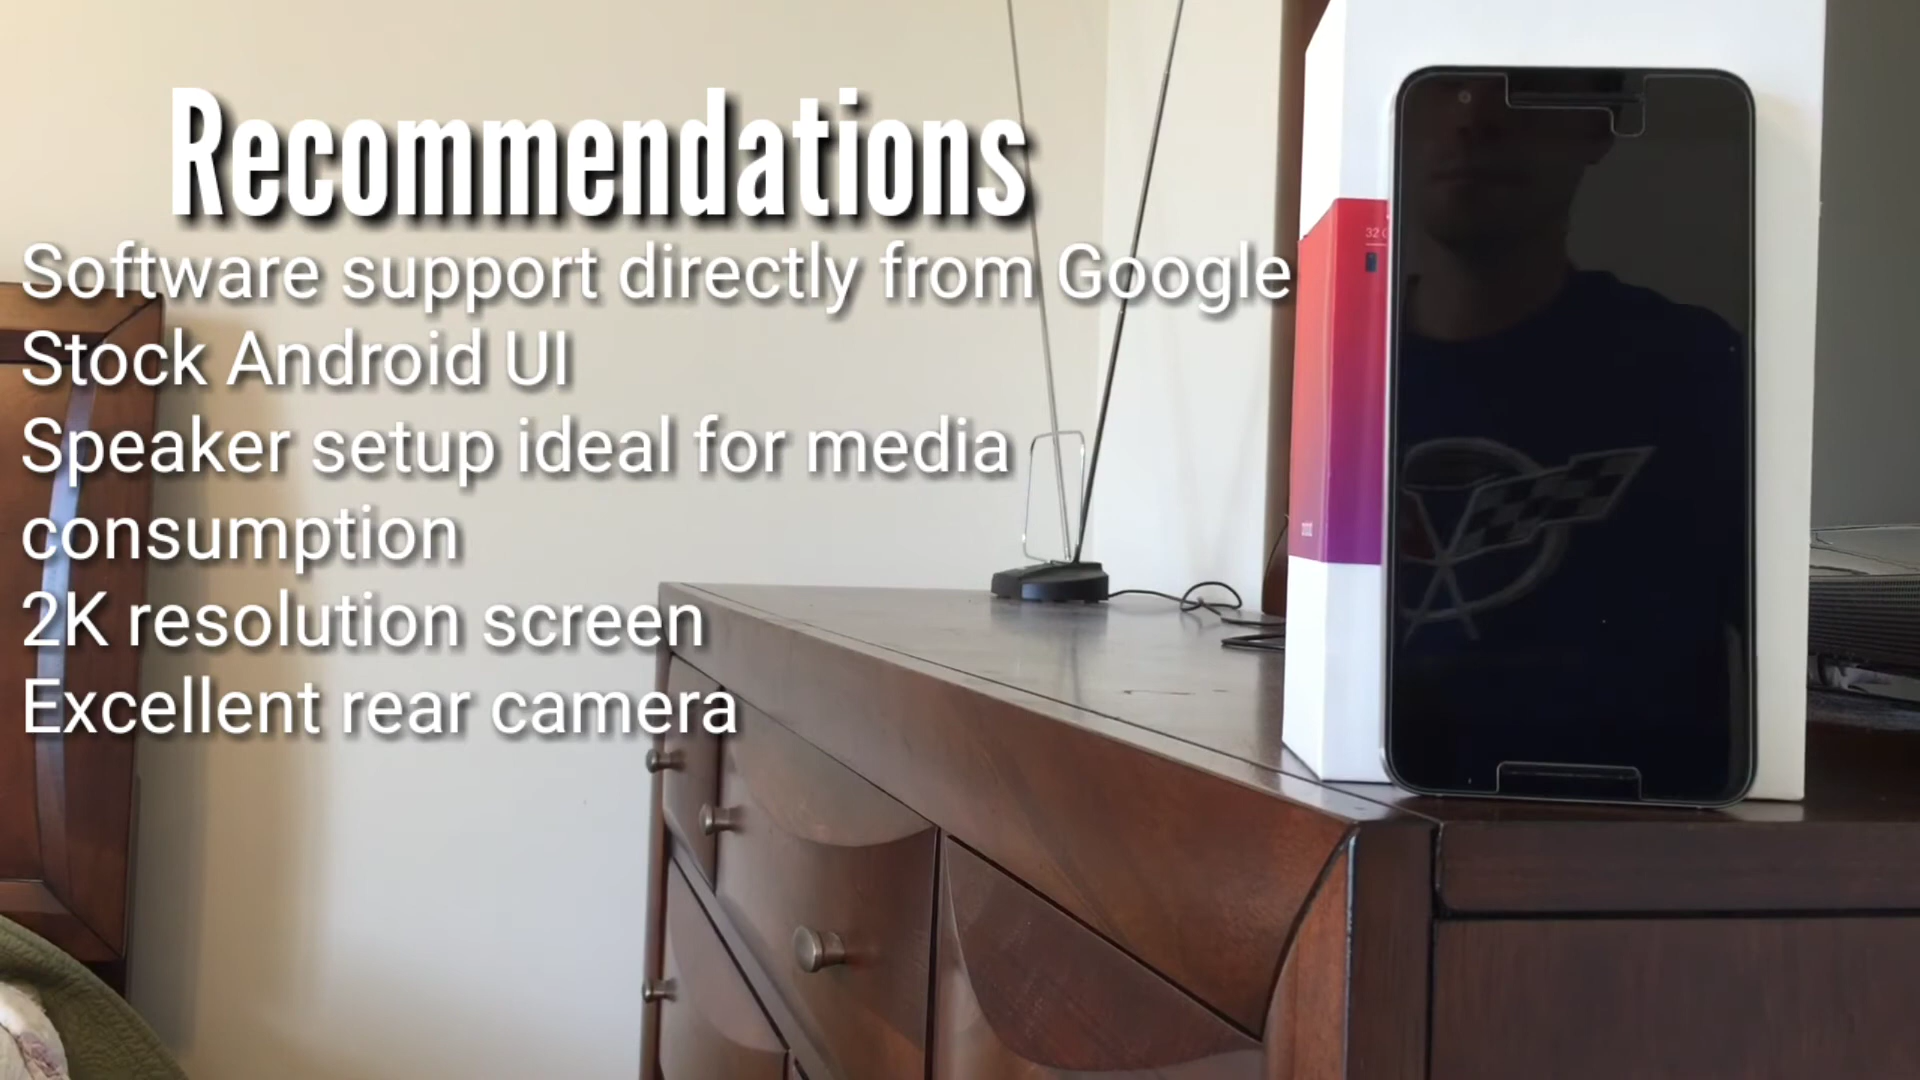 Recommendations
Software support directly from Google
Stock Android UI
Speaker setup ideal for media
consumption
2K resolution screen
Excellent rear camera
32